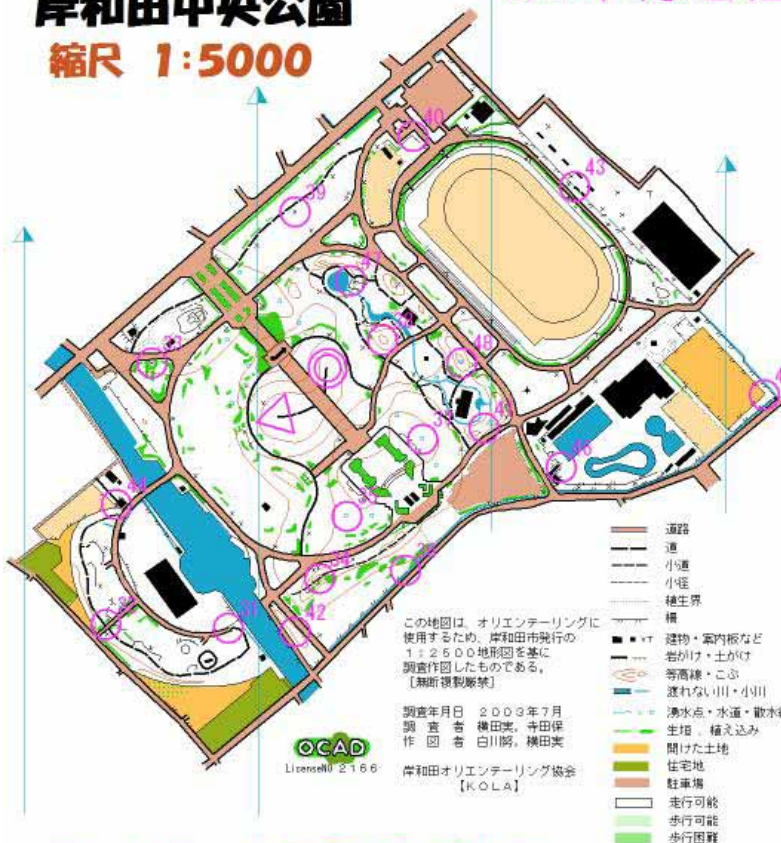 岸和田中央公園
縮尺 1:5000
40
43
39
47
48
46
44
34
31
42
この地図は、オリエンテーリングに
使用するため、岸和田市発行の
1:2500地形図を基に
調査作図したものである。
[無断複製厳禁]
調査年月日 2003年7月
調 査 者 横田実、寺田保
作 図 者 白川努、横田実
岸和田オリエンテーリング協会
【KOLA】
OCAD
LicenseNO 2166
道路
道
小道
小径
植生界
柵
建物・案内板など
岩がけ・土がけ
等高線・こぶ
渡れない川・小川
湧水点・水道・散水栓
生垣、植え込み
開けた土地
住宅地
駐車場
走行可能
歩行可能
歩行困難